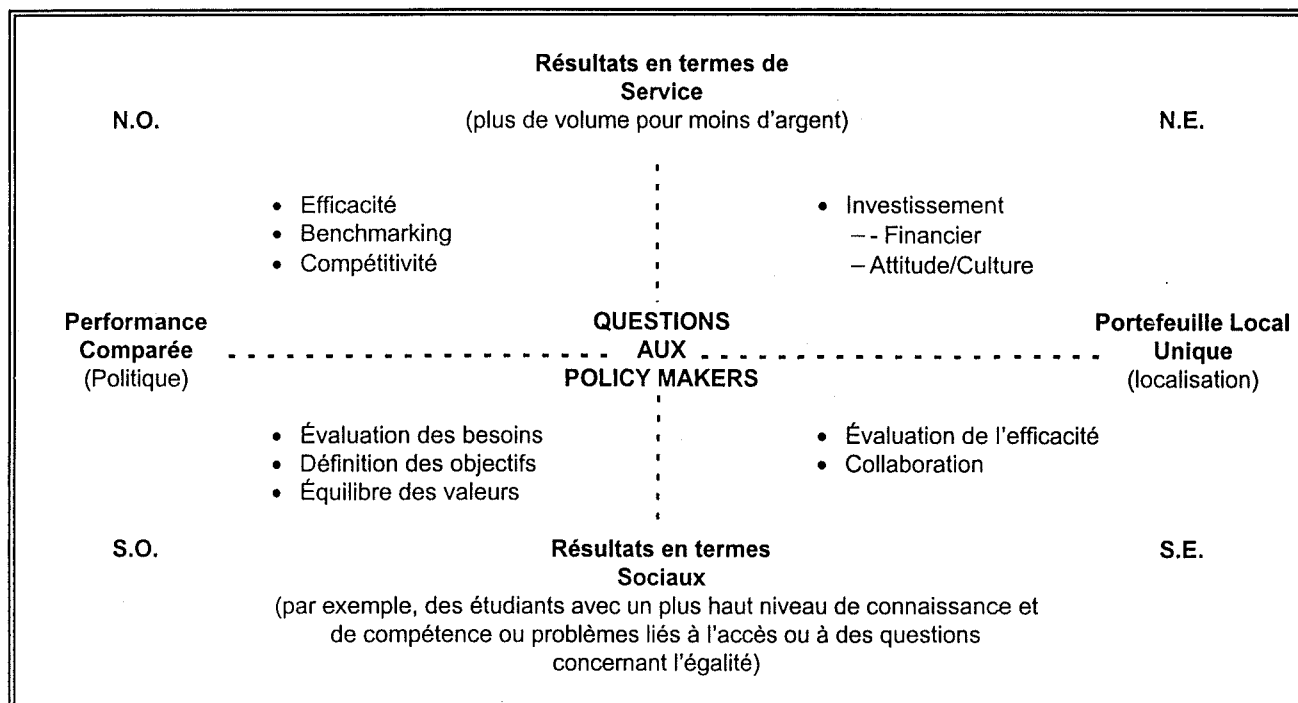 Résultats en termes de
Service
N.O. (plus de volume pour moins d'argent) N.E.
• Efficacité
• Benchmarking
• Compétitivité
• Investissement
–- Financier
– Attitude/Culture
Performance
Comparée
(Politique)
QUESTIONS
AUX
POLICY MAKERS
Portefeuille Local
Unique
(localisation)
• Évaluation des besoins
• Définition des objectifs
• Équilibre des valeurs
• Évaluation de l'efficacité
• Collaboration
S.O. Résultats en termes S.E.
Sociaux
(par exemple, des étudiants avec un plus haut niveau de connaissance et
de compétence ou problèmes liés à l'accès ou à des questions
concernant l'égalité)